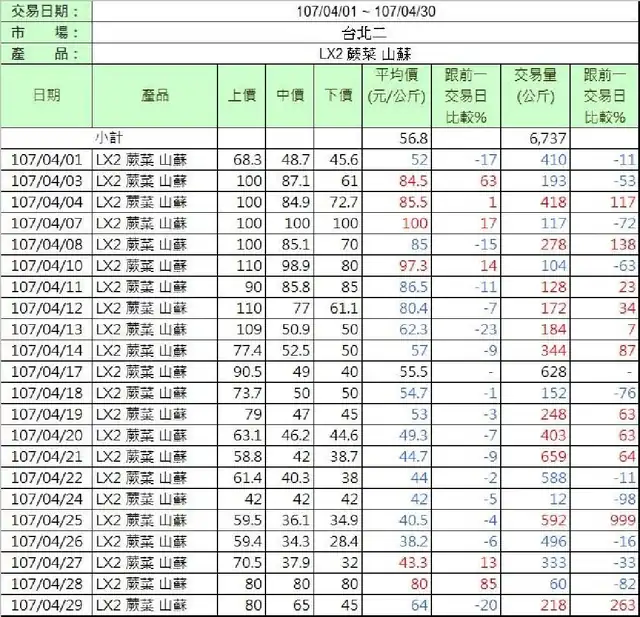 交易日期： 107/04/01 ~ 107/04/30
市 場： 台北二
產 品： LX2 蕨菜 山蘇
日期 產品 上價 中價 下價 平均價 (元/公斤) 跟前一交易日比較% 交易量 (公斤) 跟前一交易日比較%
小計 56.8 6,737
107/04/01 LX2 蕨菜 山蘇 68.3 48.7 45.6 52 -17 410 -11
107/04/03 LX2 蕨菜 山蘇 100 87.1 61 84.5 63 193 -53
107/04/04 LX2 蕨菜 山蘇 100 84.9 72.7 85.5 1 418 117
107/04/07 LX2 蕨菜 山蘇 100 100 100 100 17 117 -72
107/04/08 LX2 蕨菜 山蘇 100 85.1 70 85 -15 278 138
107/04/10 LX2 蕨菜 山蘇 110 98.9 80 97.3 14 104 -63
107/04/11 LX2 蕨菜 山蘇 90 85.8 85 86.5 -11 128 23
107/04/12 LX2 蕨菜 山蘇 110 77 61.1 80.4 -7 172 34
107/04/13 LX2 蕨菜 山蘇 109 50.9 50 62.3 -23 184 7
107/04/14 LX2 蕨菜 山蘇 77.4 52.5 50 57 -9 344 87
107/04/17 LX2 蕨菜 山蘇 90.5 49 40 55.5 - 628 -
107/04/18 LX2 蕨菜 山蘇 73.7 50 50 54.7 -1 152 -76
107/04/19 LX2 蕨菜 山蘇 79 47 45 53 -3 248 63
107/04/20 LX2 蕨菜 山蘇 63.1 46.2 44.6 49.3 -7 403 63
107/04/21 LX2 蕨菜 山蘇 58.8 42 38.7 44.7 -9 659 64
107/04/22 LX2 蕨菜 山蘇 61.4 40.3 38 44 -2 588 -11
107/04/24 LX2 蕨菜 山蘇 42 42 42 42 -5 12 -98
107/04/25 LX2 蕨菜 山蘇 59.5 36.1 34.9 40.5 -4 592 999
107/04/26 LX2 蕨菜 山蘇 59.4 34.3 28.4 38.2 -6 496 -16
107/04/27 LX2 蕨菜 山蘇 70.5 37.9 32 43.3 13 333 -33
107/04/28 LX2 蕨菜 山蘇 80 80 80 80 85 60 -82
107/04/29 LX2 蕨菜 山蘇 80 65 45 64 -20 218 263